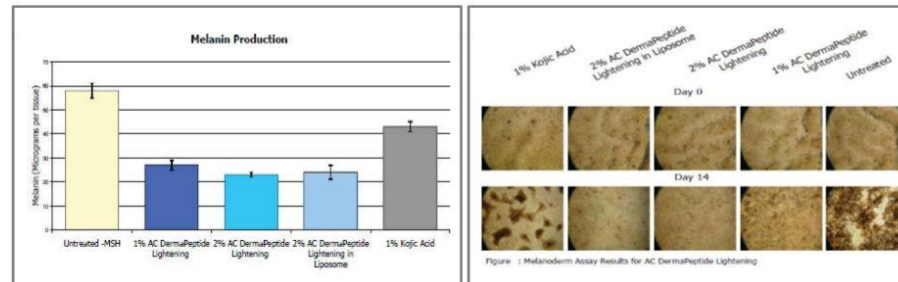 Melanin Production
Melanin (Micrograms per tissue)
70
60
50
40
30
20
10
0
Untreated -MSH
1% AC DermaPeptide
Lightening
2% AC DermaPeptide
Lightening
2% AC DermaPeptide
Lightening in
Liposome
1% Kojic Acid
1% Kojic Acid
2% AC DermaPeptide
Lightening in Liposome
2% AC DermaPeptide
Lightening
1% AC DermaPeptide
Lightening
Untreated
Day 0
Day 14
Figure : Melanoderm Assay Results for AC DermaPeptide Lightening